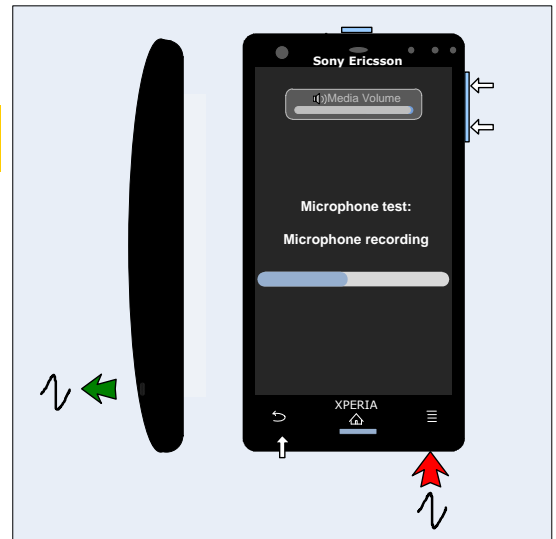 Sony Ericsson
Media Volume
Microphone test:
Microphone recording
XPERIA